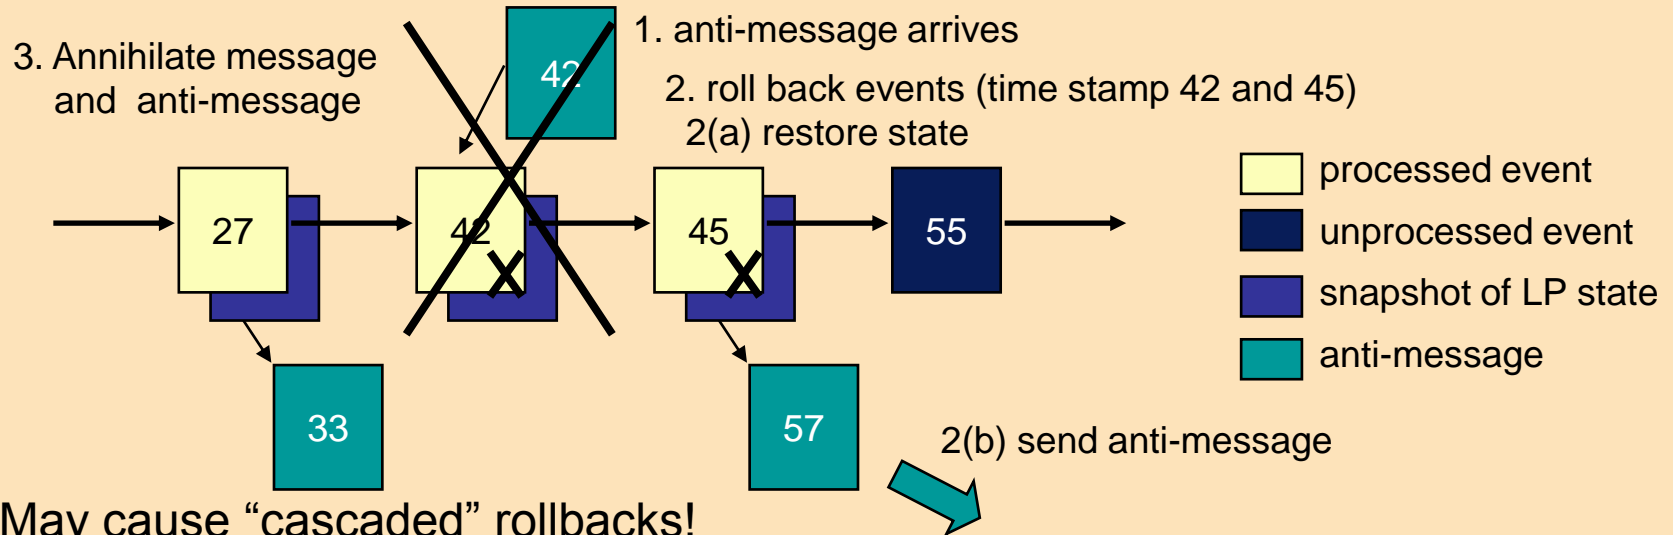 3. Annihilate message
and anti-message
42
1. anti-message arrives
2. roll back events (time stamp 42 and 45)
2(a) restore state
27
42
X
45
X
55
processed event
unprocessed event
snapshot of LP state
anti-message
33
57
2(b) send anti-message
May cause “cascaded” rollbacks!